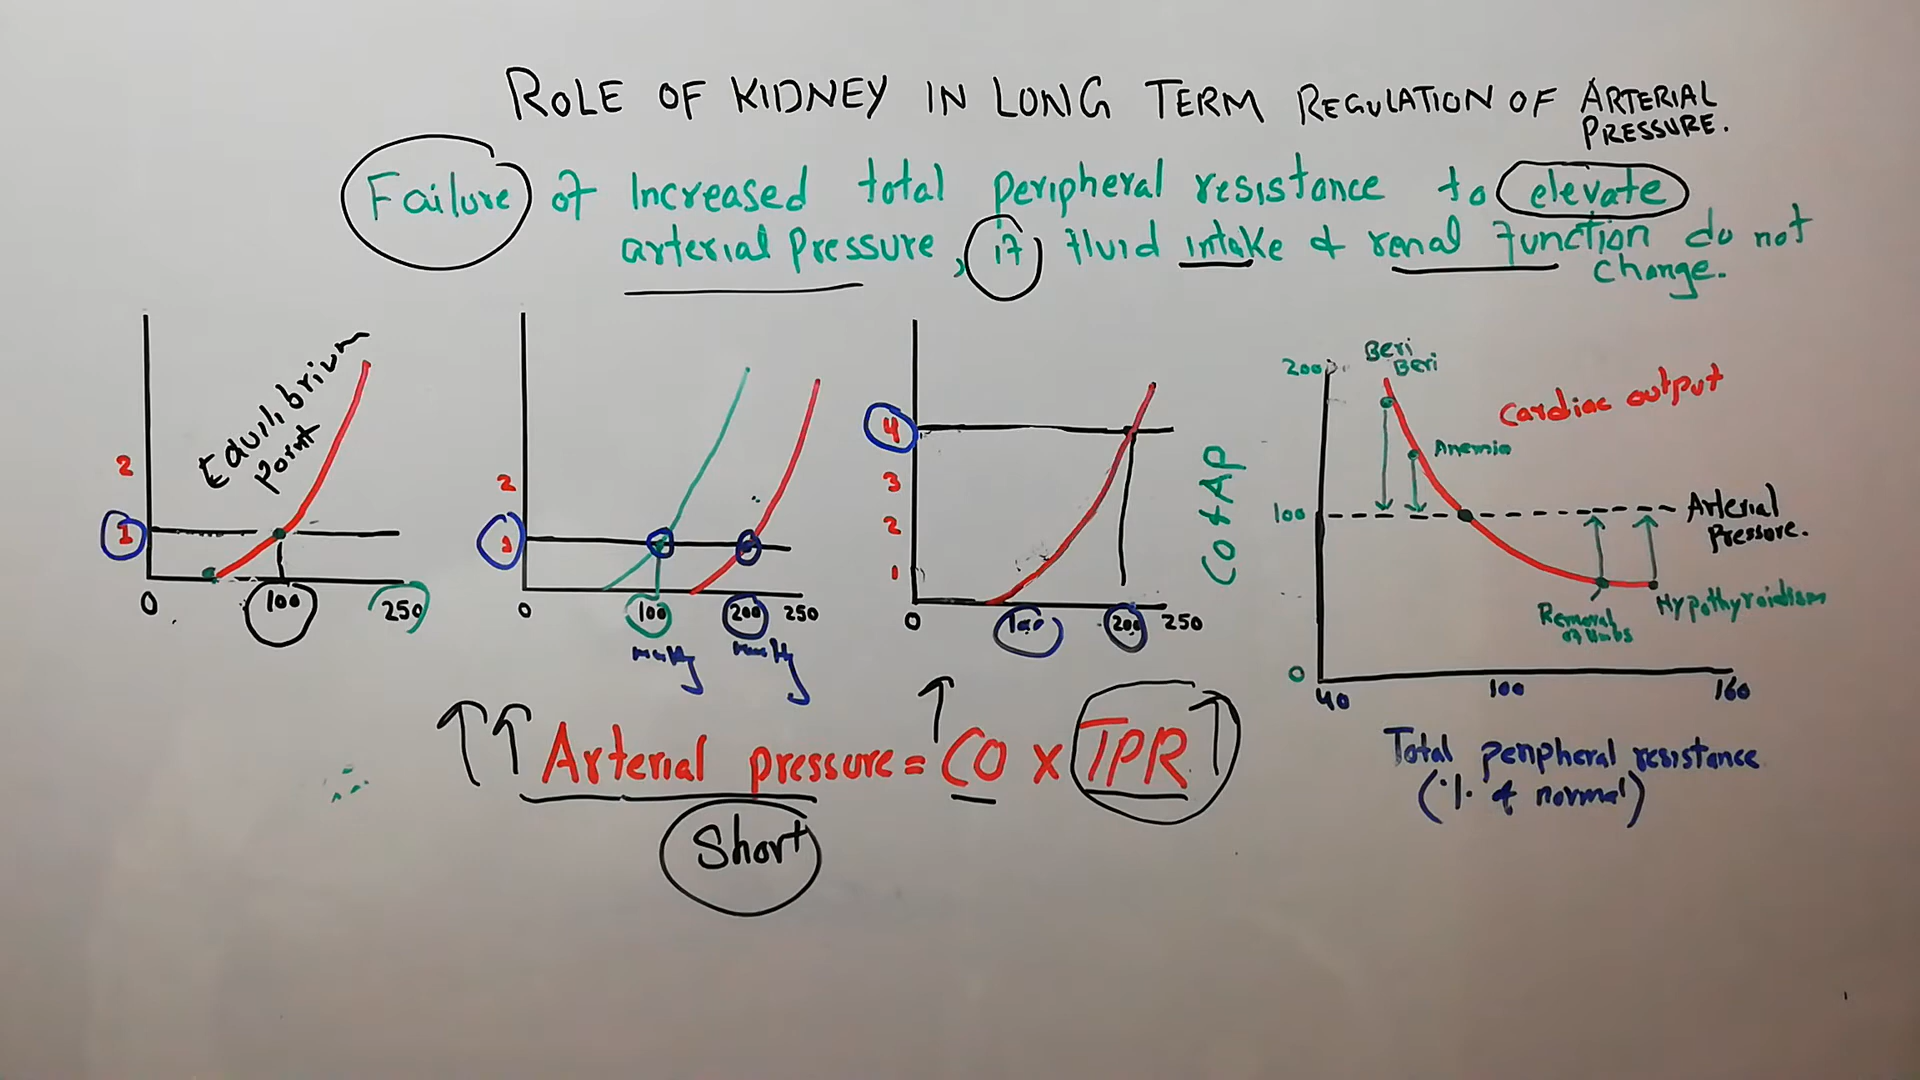 ROLE OF KIDNEY IN LONG TERM REGULATION OF ARTERIAL
PRESSURE.
Failure of Increased total peripheral resistance to elevate
arterial pressure, if fluid intake & renal function do not
change.
Equilibrium
point
2
1
0
100
250
2
1
0
100
200
250
mmHg
mmHg
4
3
2
1
0
100
200
250
CO & AP
200
100
0
Beri
Beri
Cardiac output
Anemia
Arterial
Pressure.
Removal
of limbs
Hypothyroidism
40
100
160
Total peripheral resistance
(% of normal)
↑↑ Arterial pressure = ↑ CO × TPR ↑
Short